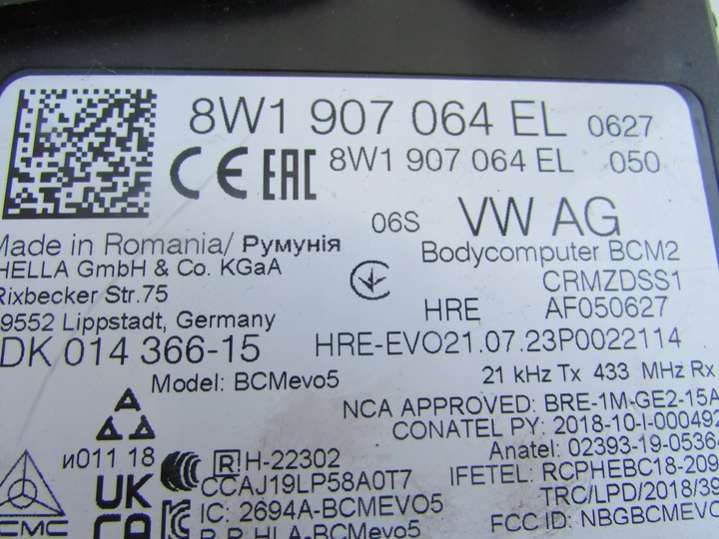 8W1 907 064 EL 0627
8W1 907 064 EL 050
CE EAC
06S VW AG
Made in Romania/ Румунія
HELLA GmbH & Co. KGaA
Bodycomputer BCM2
CRMZDSS1
Rixbecker Str.75
HRE AF050627
59552 Lippstadt, Germany
DK 014 366-15
HRE-EVO21.07.23P0022114
Model: BCMevo5
21 kHz Tx 433 MHz Rx
NCA APPROVED: BRE-1M-GE2-15A
CONATEL PY: 2018-10-I-000492
Anatel: 02393-19-0536
и011 18
R H-22302
IFETEL: RCPHEBC18-209
CCAJ19LP58A0T7
TRC/LPD/2018/39
UK
CA
CMC
IC: 2694A-BCMEVO5
FCC ID: NBGBCMEVO
HLA-BCMevo5